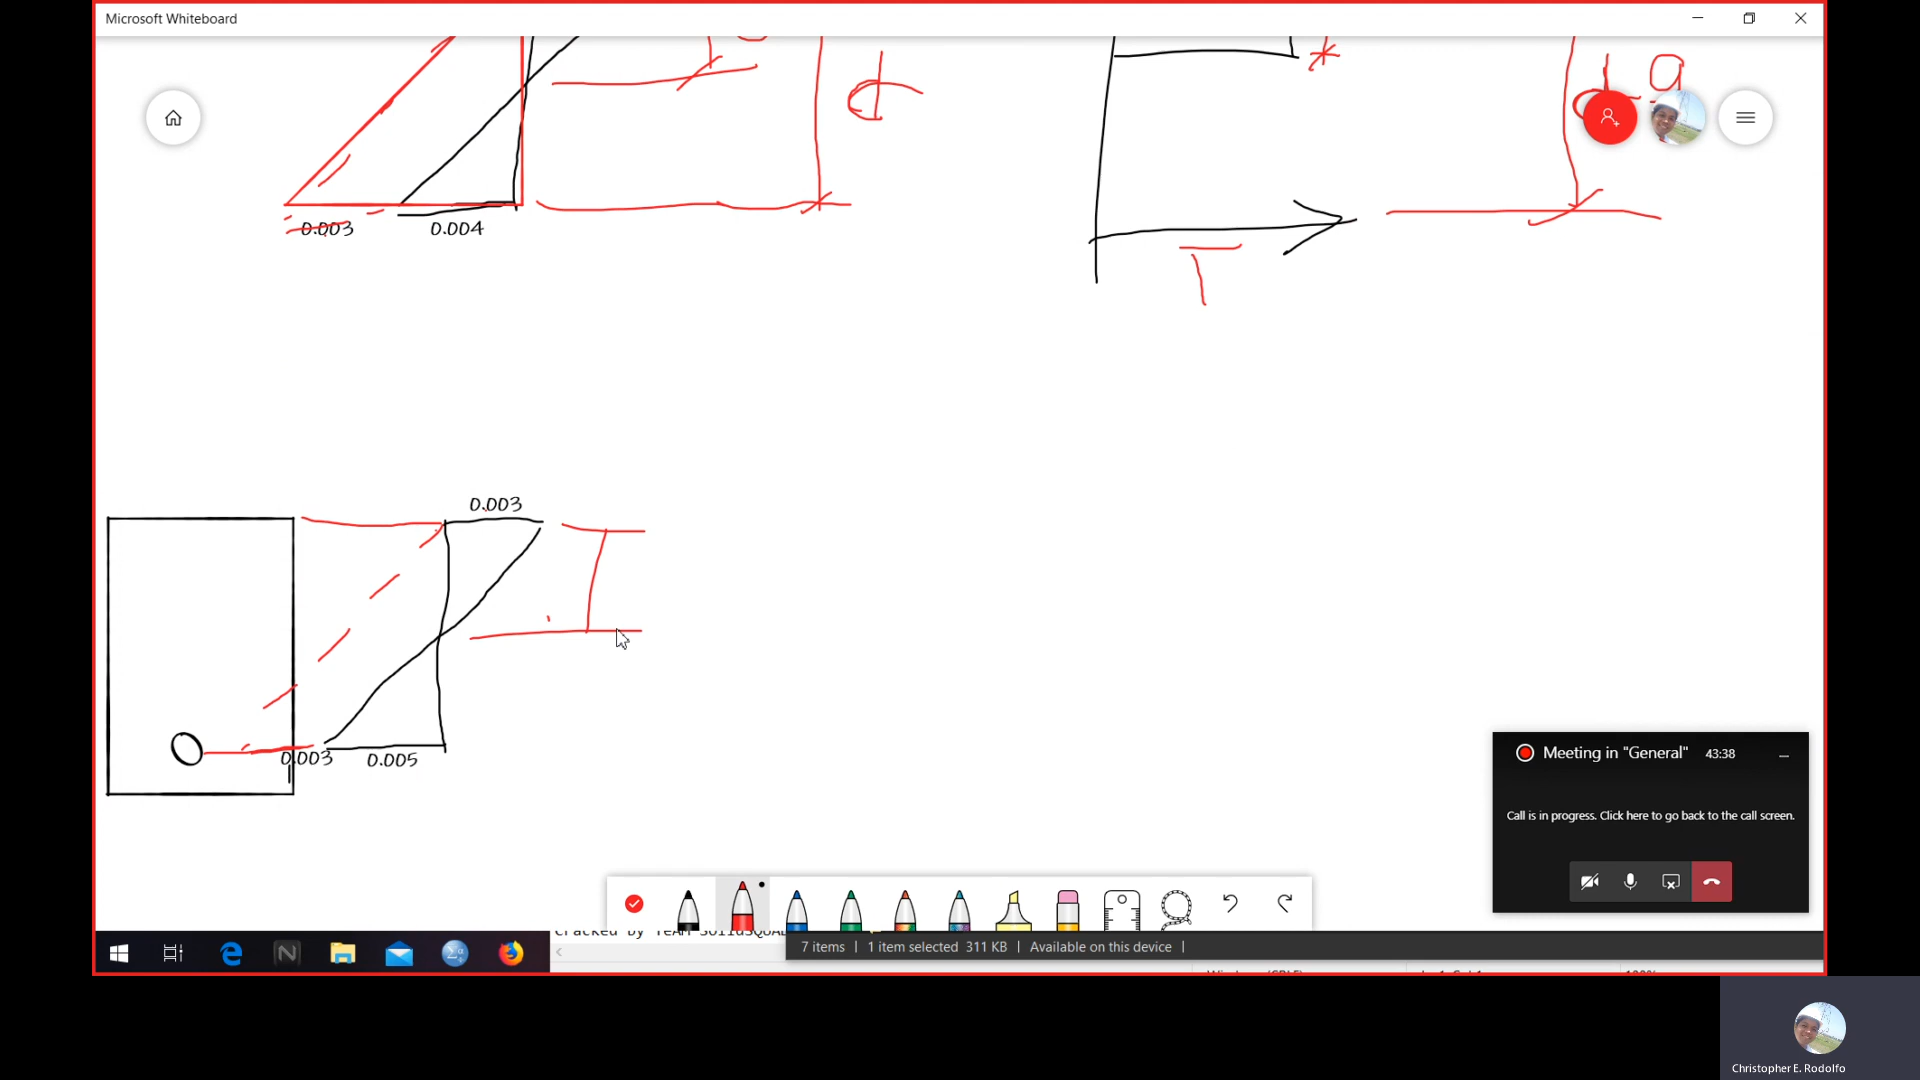 Microsoft Whiteboard
d
a
0.003
0.004
T
0.003
0.003
0.005
Meeting in "General" 43:38
Call is in progress. Click here to go back to the call screen.
7 items | 1 item selected 311 KB | Available on this device |
Christopher E. Rodolfo